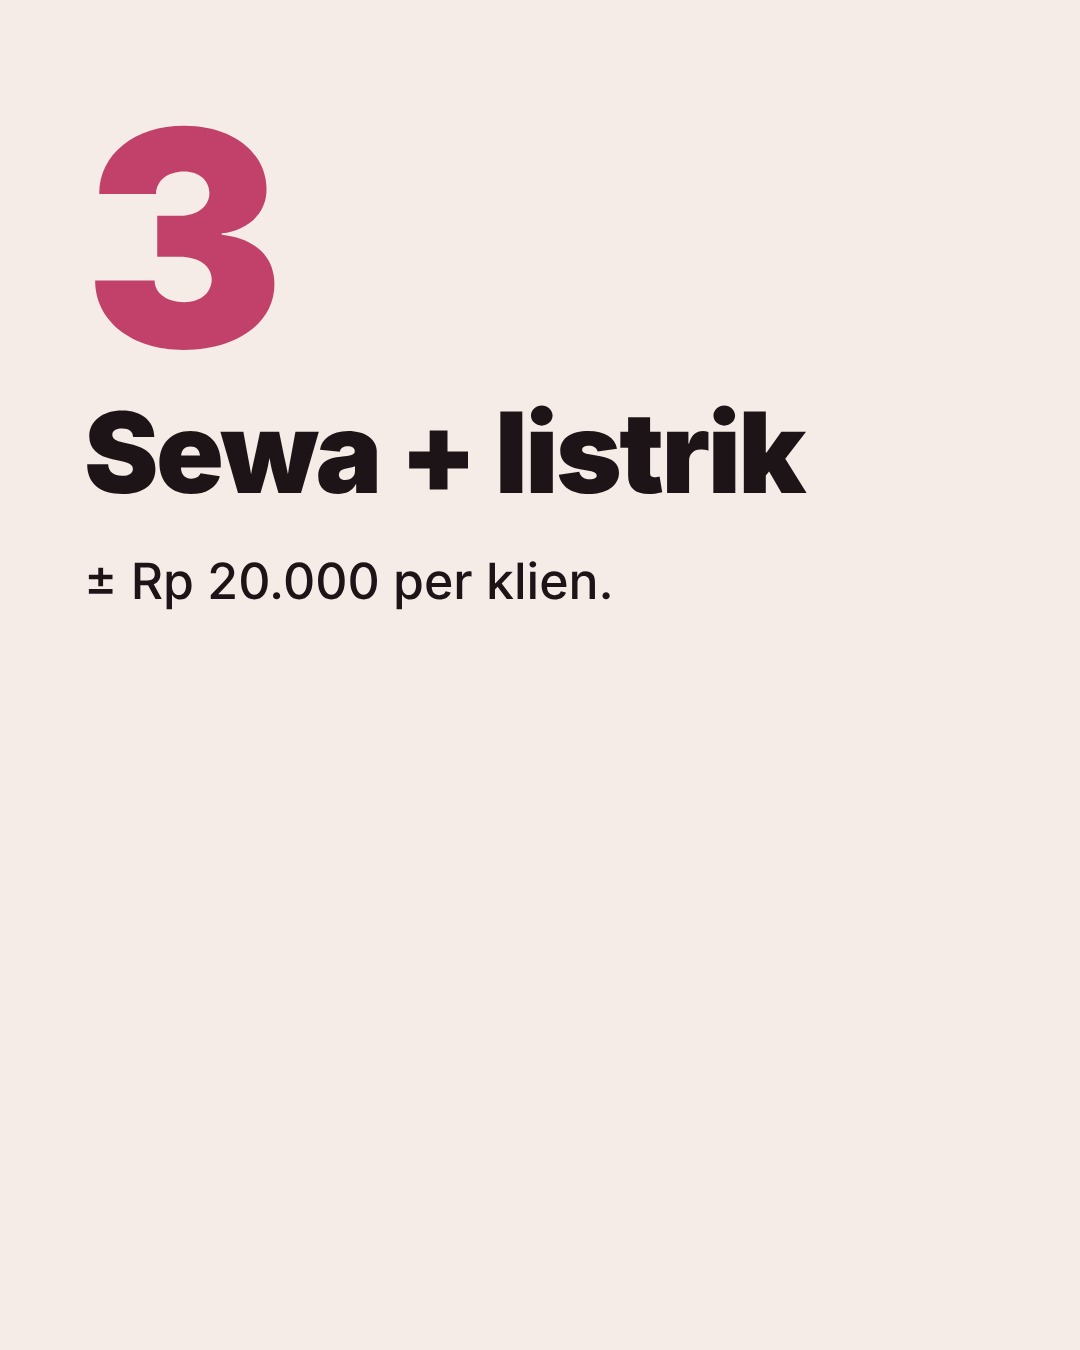 3
Sewa + listrik
± Rp 20.000 per klien.